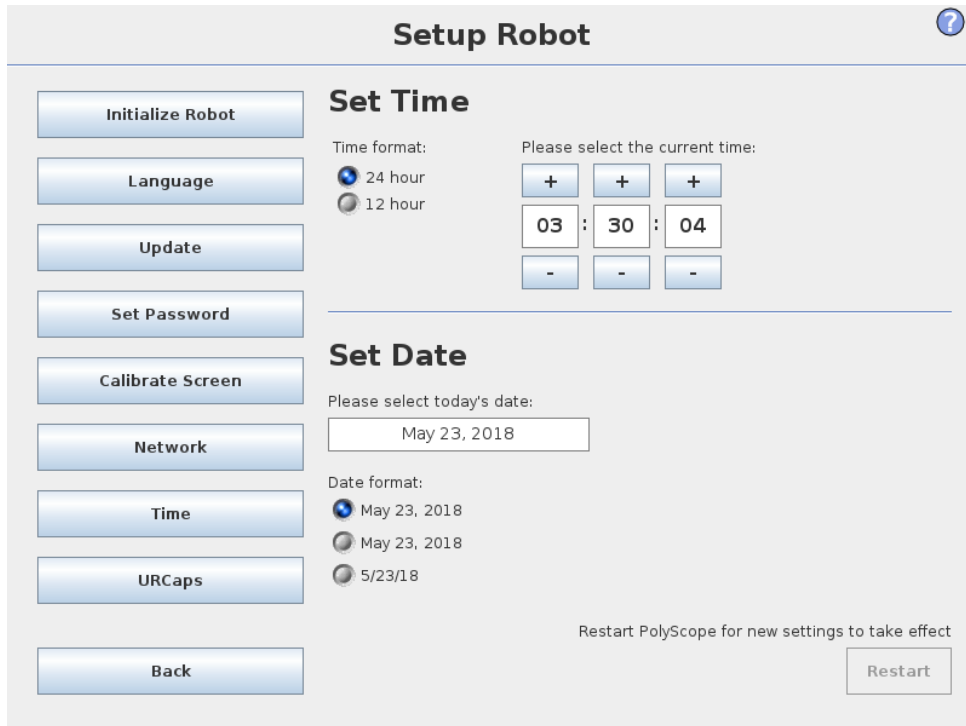 Setup Robot
?
Initialize Robot
Language
Update
Set Password
Calibrate Screen
Network
Time
URCaps
Back
Set Time
Time format:
24 hour
12 hour
Please select the current time:
+ + +
03 : 30 : 04
- - -
Set Date
Please select today's date:
May 23, 2018
Date format:
May 23, 2018
May 23, 2018
5/23/18
Restart PolyScope for new settings to take effect
Restart